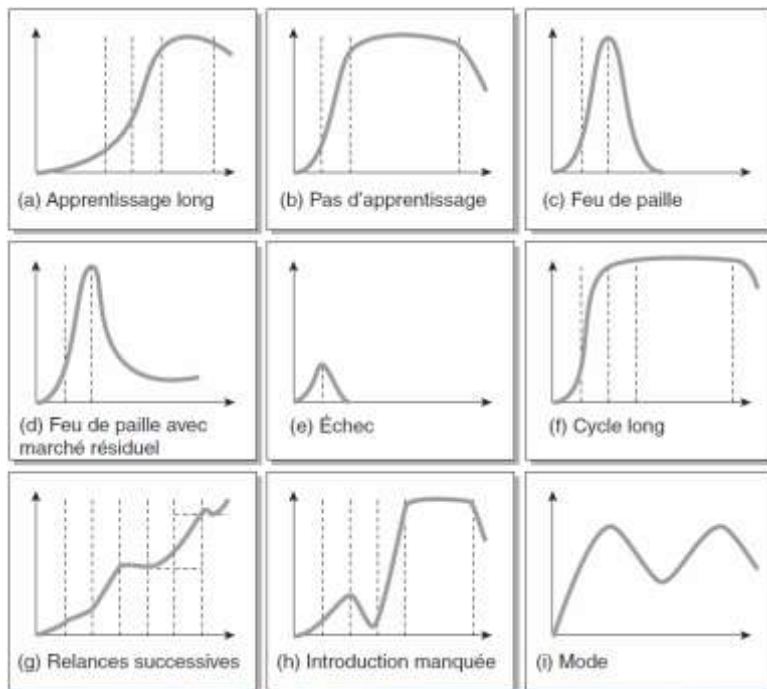 (a) Apprentissage long
(b) Pas d'apprentissage
(c) Feu de paille
(d) Feu de paille avec
marché résiduel
(e) Échec
(f) Cycle long
(g) Relances successives
(h) Introduction manquée
(i) Mode